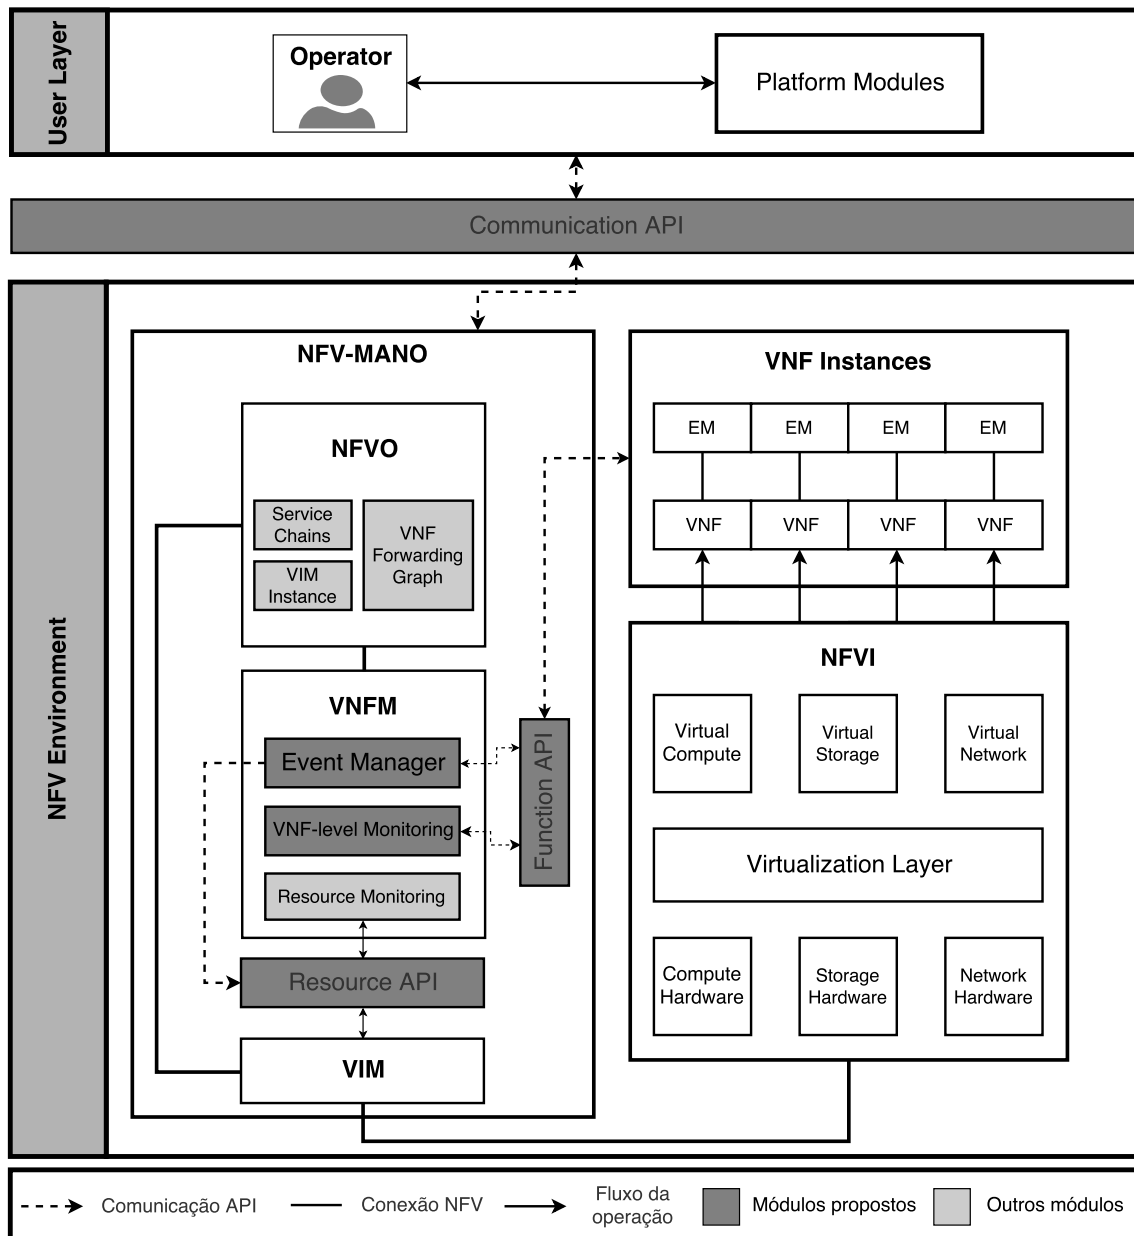 User Layer
Operator
Platform Modules
Communication API
NFV Environment
NFV-MANO
NFVO
Service
Chains
VIM
Instance
VNF
Forwarding
Graph
VNFM
Event Manager
VNF-level Monitoring
Resource Monitoring
Function API
Resource API
VIM
VNF Instances
EM
EM
EM
EM
VNF
VNF
VNF
VNF
NFVI
Virtual
Compute
Virtual
Storage
Virtual
Network
Virtualization Layer
Compute
Hardware
Storage
Hardware
Network
Hardware
Comunicação API
Conexão NFV
Fluxo da
operação
Módulos propostos
Outros módulos